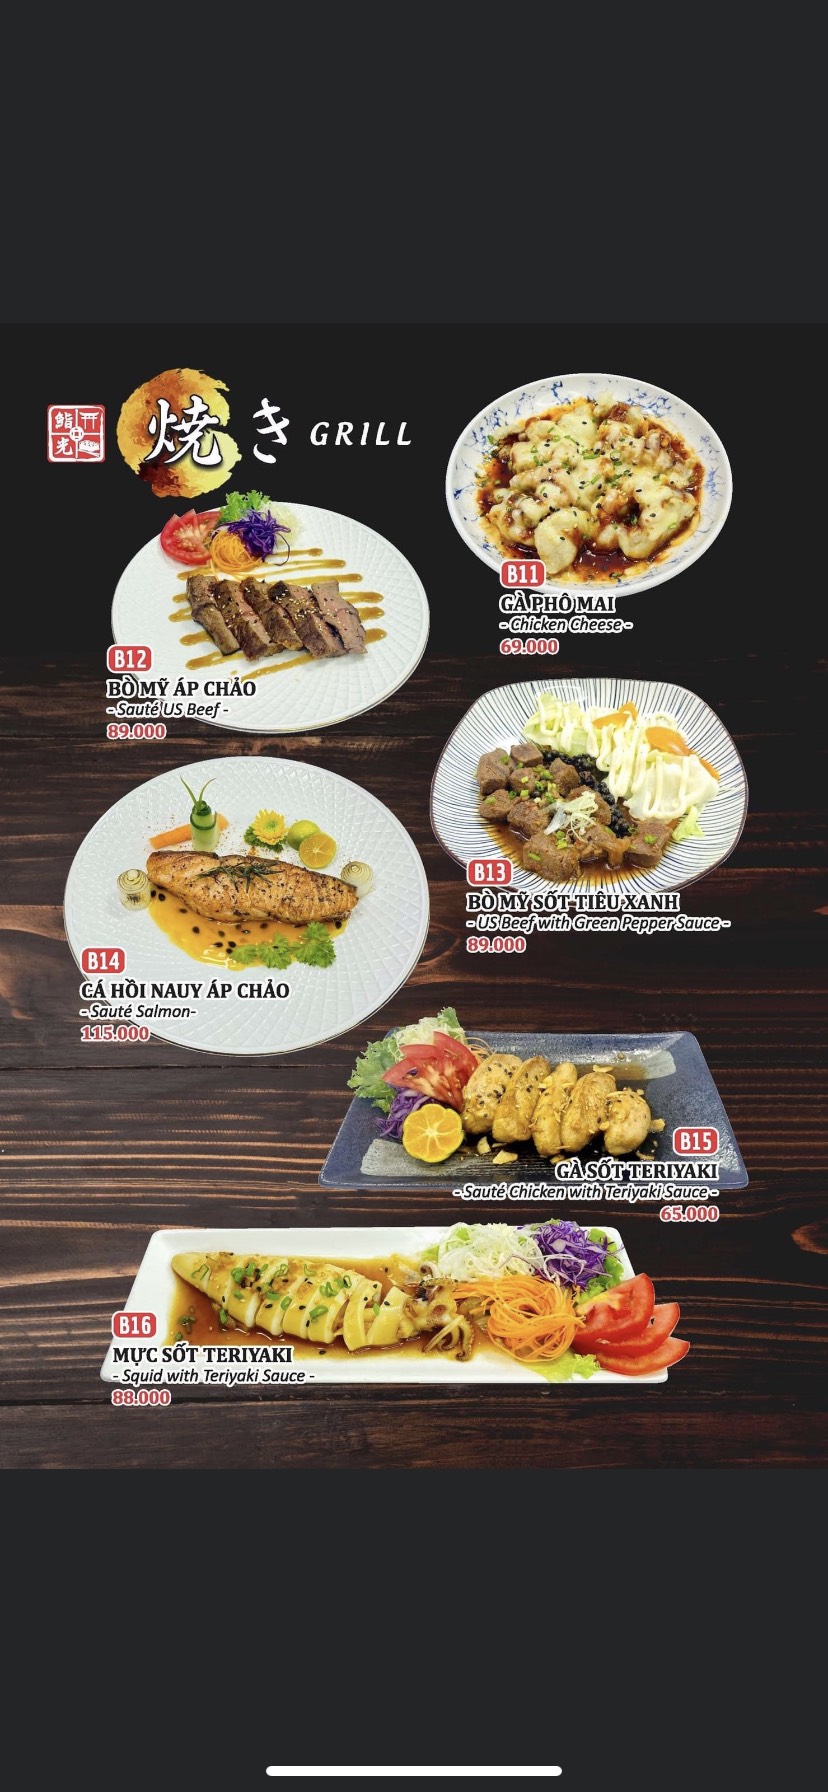 鮨
光
焼き GRILL
B11
GÀ PHÔ MAI
- Chicken Cheese -
69.000
B12
BÒ MỸ ÁP CHẢO
- Sauté US Beef -
89.000
B13
BÒ MỸ SỐT TIÊU XANH
- US Beef with Green Pepper Sauce -
89.000
B14
CÁ HỒI NAUY ÁP CHẢO
- Sauté Salmon-
115.000
B15
GÀ SỐT TERIYAKI
- Sauté Chicken with Teriyaki Sauce -
65.000
B16
MỰC SỐT TERIYAKI
- Squid with Teriyaki Sauce -
88.000